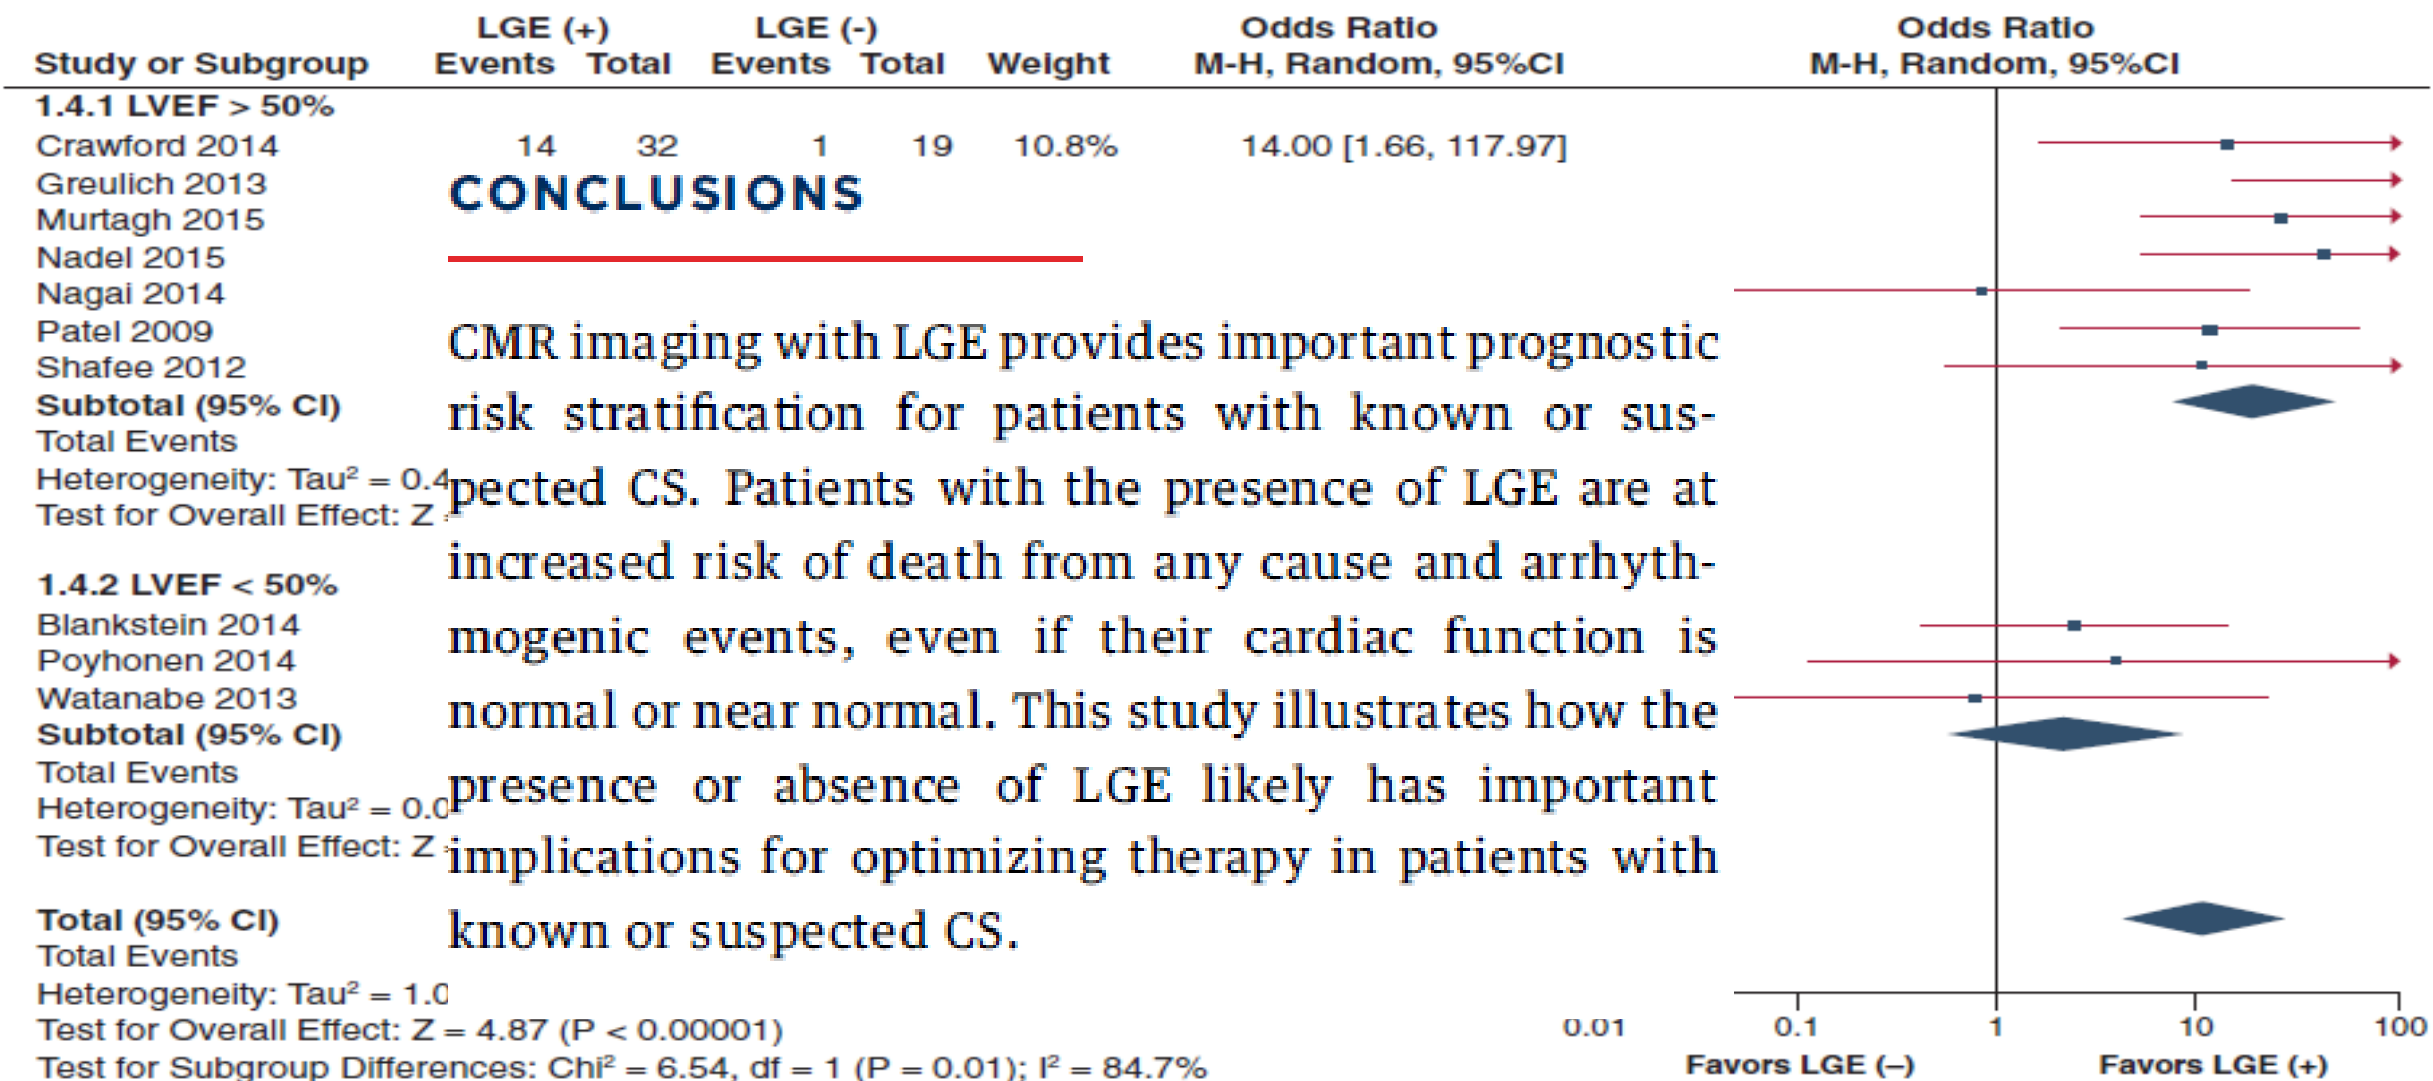 LGE (+) LGE (-) Odds Ratio Odds Ratio
Study or Subgroup Events Total Events Total Weight M-H, Random, 95%CI M-H, Random, 95%CI
1.4.1 LVEF > 50%
Crawford 2014 14 32 1 19 10.8% 14.00 [1.66, 117.97]
Greulich 2013
Murtagh 2015
Nadel 2015
Nagai 2014
Patel 2009
Shafee 2012
Subtotal (95% CI)
Total Events
Heterogeneity: Tau² = 0.4
Test for Overall Effect: Z
1.4.2 LVEF < 50%
Blankstein 2014
Poyhonen 2014
Watanabe 2013
Subtotal (95% CI)
Total Events
Heterogeneity: Tau² = 0.0
Test for Overall Effect: Z
Total (95% CI)
Total Events
Heterogeneity: Tau² = 1.0
Test for Overall Effect: Z = 4.87 (P < 0.00001)
Test for Subgroup Differences: Chi² = 6.54, df = 1 (P = 0.01); I² = 84.7%
CONCLUSIONS
CMR imaging with LGE provides important prognostic
risk stratification for patients with known or sus-
pected CS. Patients with the presence of LGE are at
increased risk of death from any cause and arrhyth-
mogenic events, even if their cardiac function is
normal or near normal. This study illustrates how the
presence or absence of LGE likely has important
implications for optimizing therapy in patients with
known or suspected CS.
0.01 0.1 1 10 100
Favors LGE (–) Favors LGE (+)